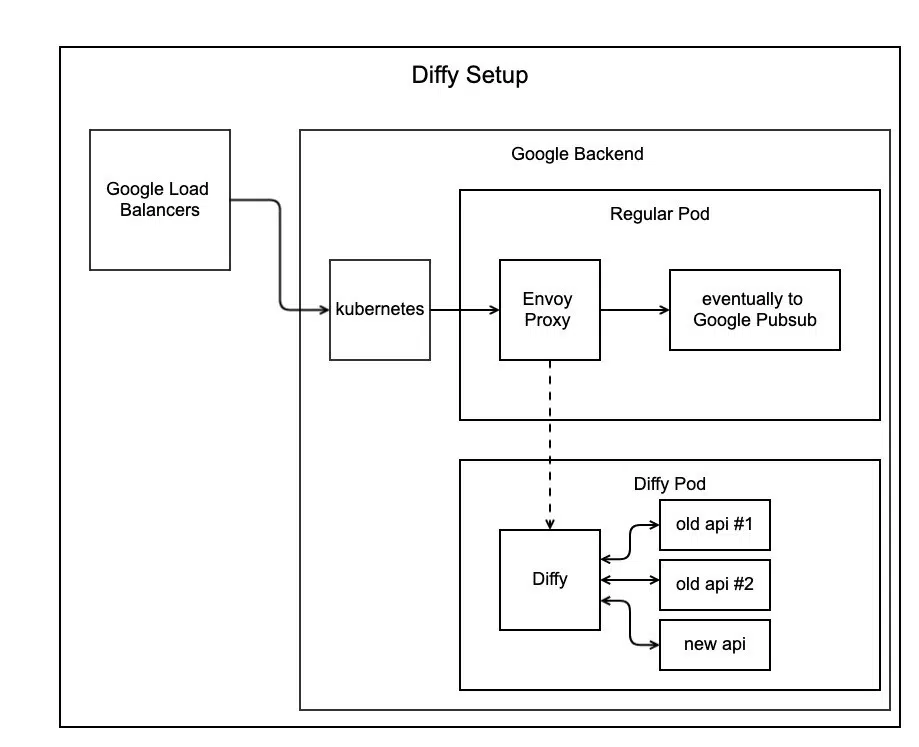 Diffy Setup
Google Load
Balancers
Google Backend
Regular Pod
kubernetes
Envoy
Proxy
eventually to
Google Pubsub
Diffy Pod
old api #1
Diffy
old api #2
new api